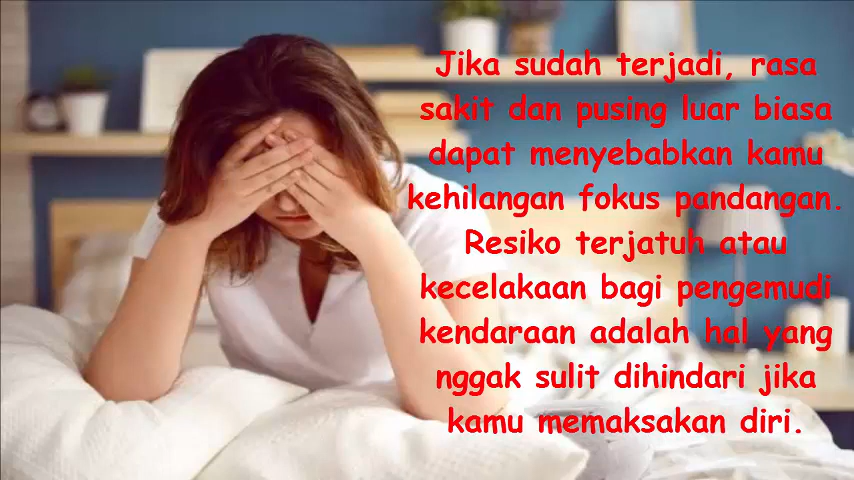 Jika sudah terjadi, rasa
sakit dan pusing luar biasa
dapat menyebabkan kamu
kehilangan fokus pandangan.
Resiko terjatuh atau
kecelakaan bagi pengemudi
kendaraan adalah hal yang
nggak sulit dihindari jika
kamu memaksakan diri.